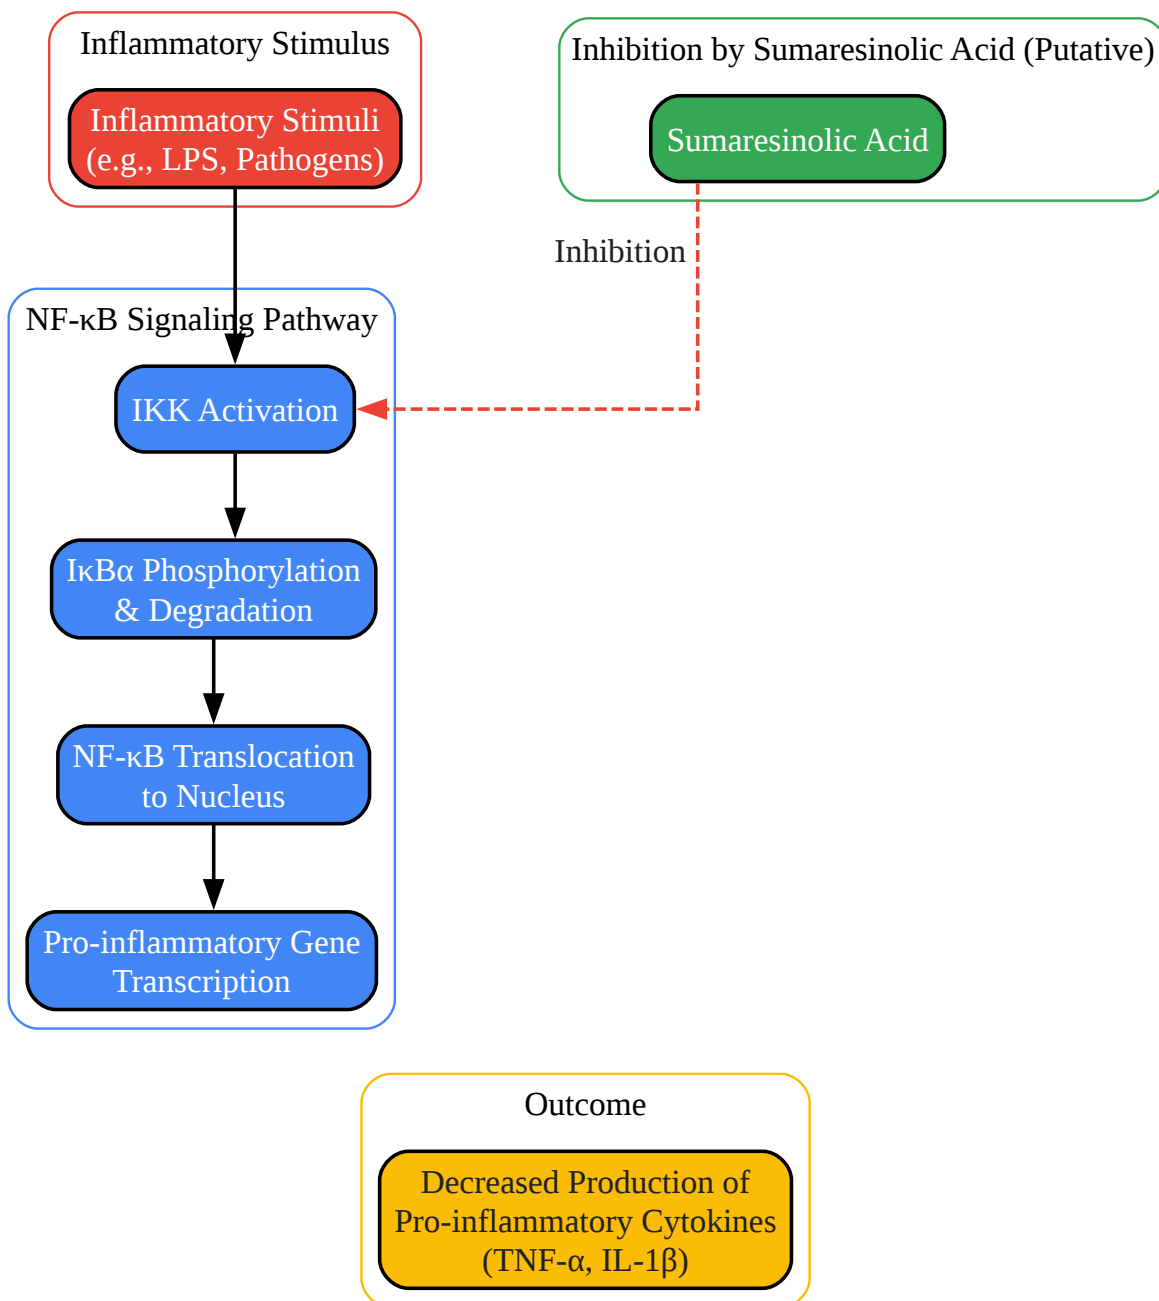 Inflammatory Stimulus
Inflammatory Stimuli
(e.g., LPS, Pathogens)
Inhibition by Sumaresinolic Acid (Putative)
Sumaresinolic Acid
Inhibition
NF-κB Signaling Pathway
IKK Activation
IκBα Phosphorylation
& Degradation
NF-κB Translocation
to Nucleus
Pro-inflammatory Gene
Transcription
Outcome
Decreased Production of
Pro-inflammatory Cytokines
(TNF-α, IL-1β)